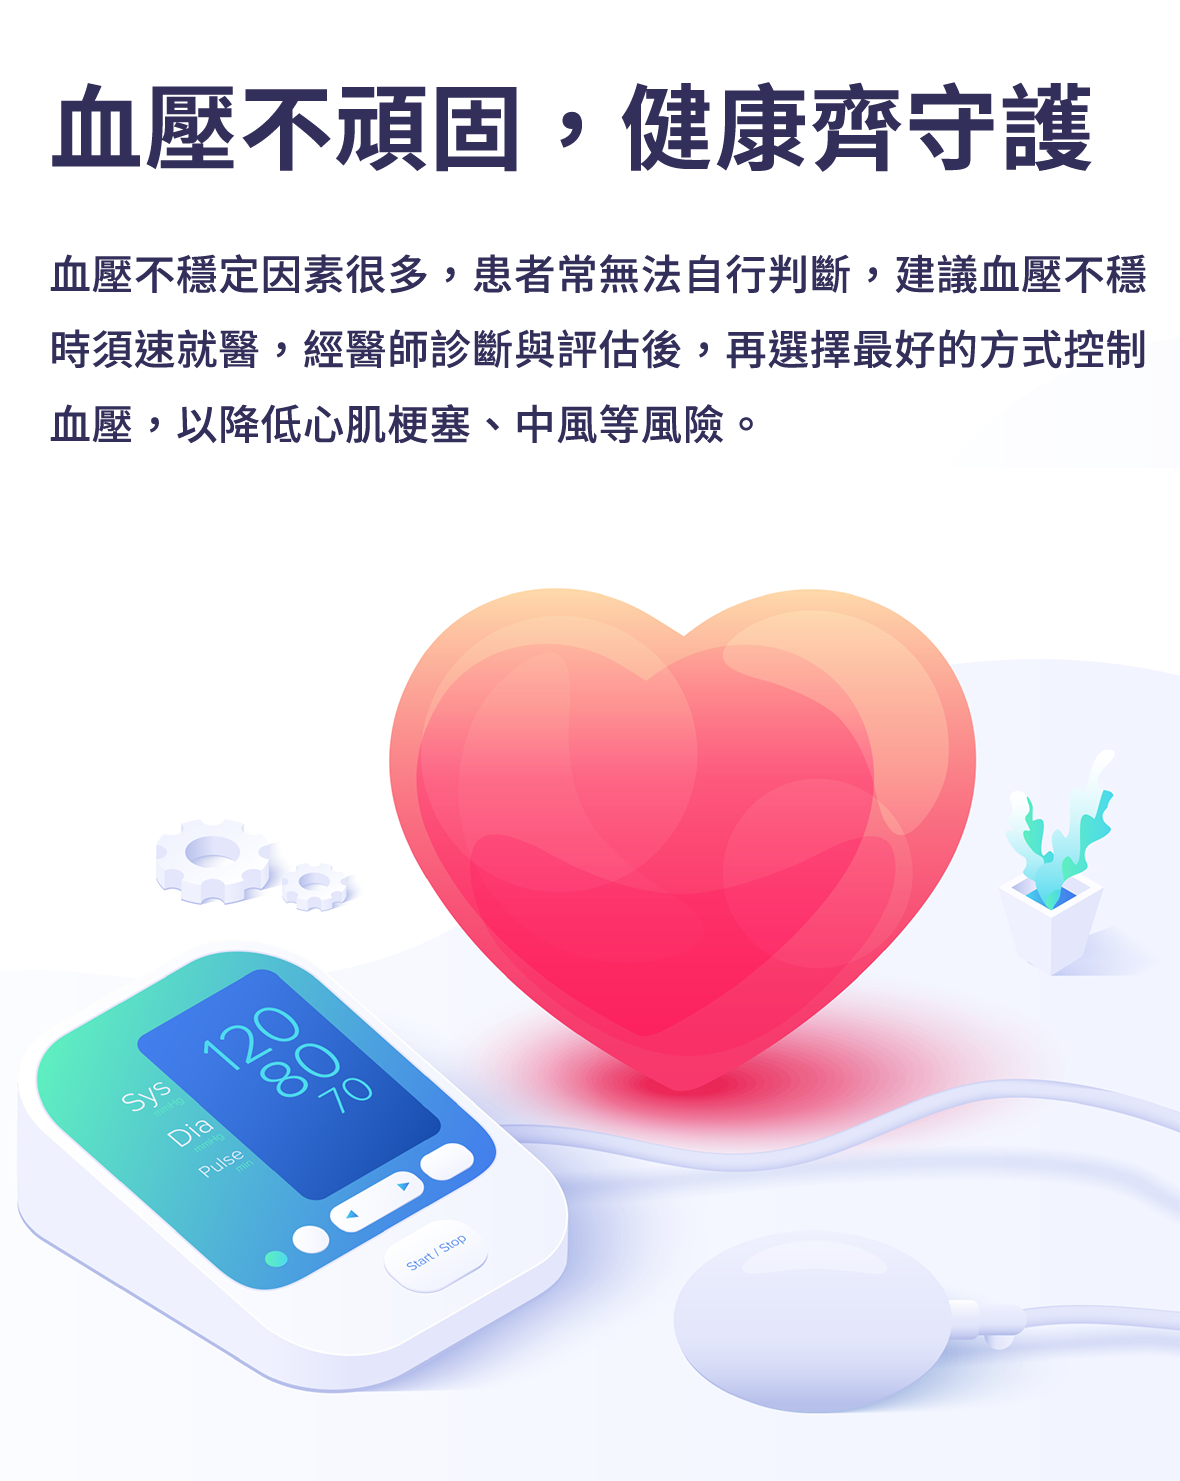 血壓不頑固，健康齊守護
血壓不穩定因素很多，患者常無法自行判斷，建議血壓不穩
時須速就醫，經醫師診斷與評估後，再選擇最好的方式控制
血壓，以降低心肌梗塞、中風等風險。
120
80
70
Sys
mmHg
Dia
mmHg
Pulse
min
Start / Stop